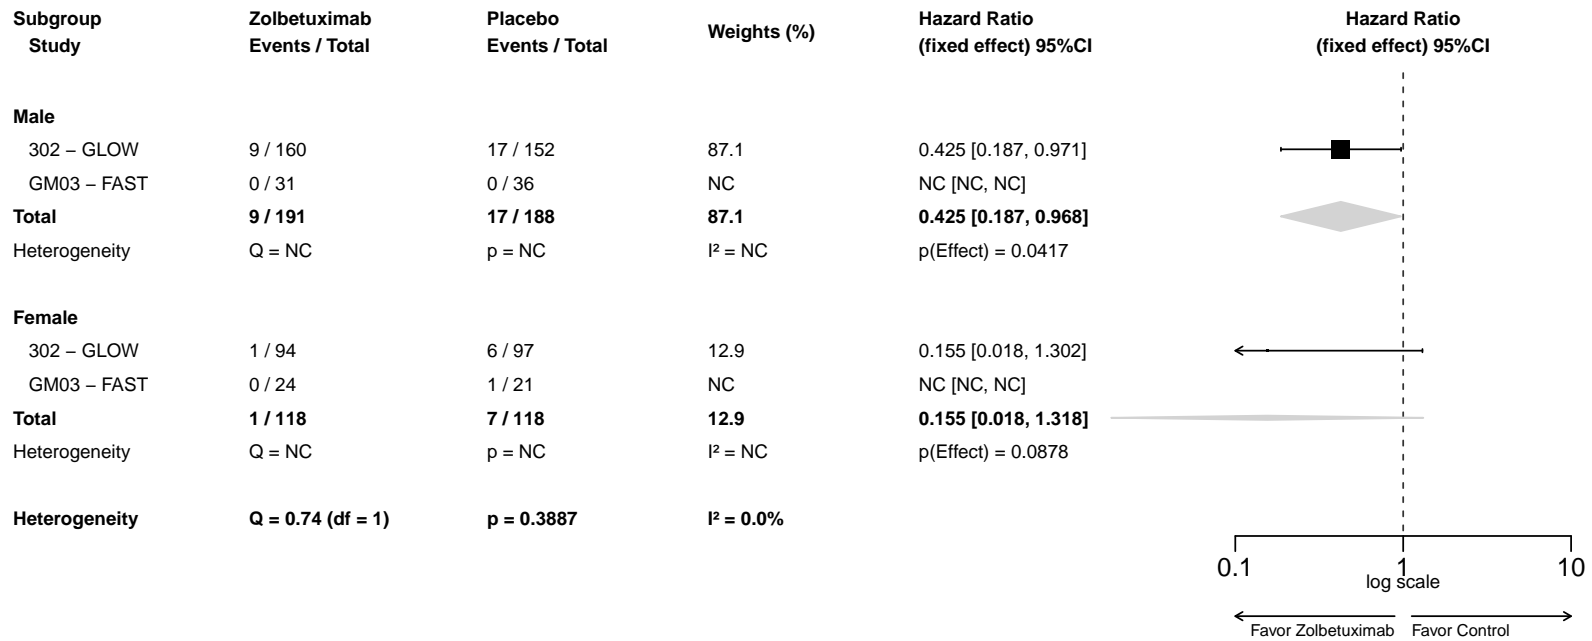 Subgroup Zolbetuximab Placebo Weights (%) Hazard Ratio Hazard Ratio
Study Events / Total Events / Total (fixed effect) 95%CI (fixed effect) 95%CI
Male
302 – GLOW 9 / 160 17 / 152 87.1 0.425 [0.187, 0.971]
GM03 – FAST 0 / 31 0 / 36 NC NC [NC, NC]
Total 9 / 191 17 / 188 87.1 0.425 [0.187, 0.968]
Heterogeneity Q = NC p = NC I² = NC p(Effect) = 0.0417
Female
302 – GLOW 1 / 94 6 / 97 12.9 0.155 [0.018, 1.302]
GM03 – FAST 0 / 24 1 / 21 NC NC [NC, NC]
Total 1 / 118 7 / 118 12.9 0.155 [0.018, 1.318]
Heterogeneity Q = NC p = NC I² = NC p(Effect) = 0.0878
Heterogeneity Q = 0.74 (df = 1) p = 0.3887 I² = 0.0%
0.1 1 10
log scale
Favor Zolbetuximab Favor Control